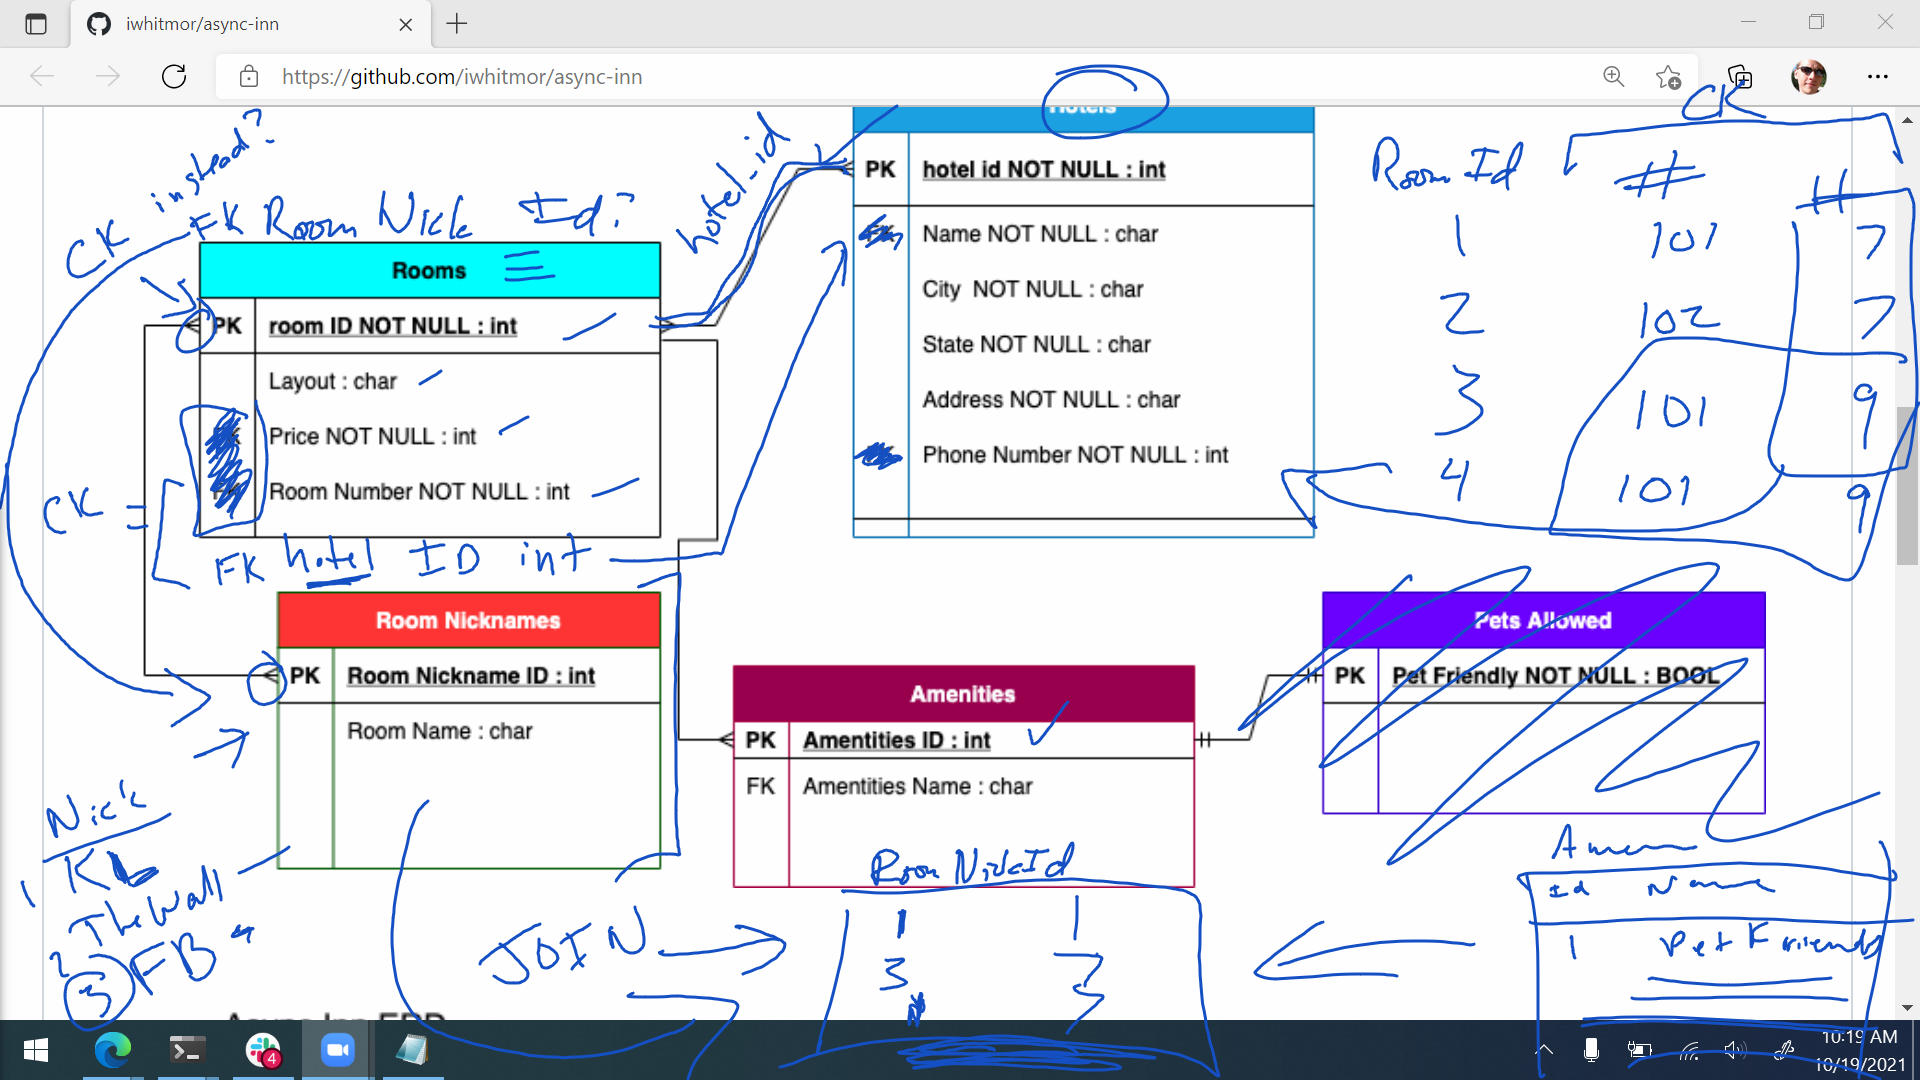 iwhitmor/async-inn
https://github.com/iwhitmor/async-inn
Hotels
PK hotel id NOT NULL : int
Name NOT NULL : char
City NOT NULL : char
State NOT NULL : char
Address NOT NULL : char
Phone Number NOT NULL : int
CK
Room Id # H
1 101 7
2 102 7
3 101 9
4 101 9
CK instead?
FK Room Nick Id?
hotel-id
Rooms
PK room ID NOT NULL : int
Layout : char
Price NOT NULL : int
Room Number NOT NULL : int
CK =
FK hotel ID int
Room Nicknames
PK Room Nickname ID : int
Room Name : char
Amenities
PK Amentities ID : int
FK Amentities Name : char
Pets Allowed
PK Pet Friendly NOT NULL : BOOL
Nick
1
The Wall
2
3 FB
JOIN
Room NickId
1 1
3 7
3
Amen
Id Name
1 Pet Friendly
Async Inn ERD
4
10:19 AM
10/19/2021